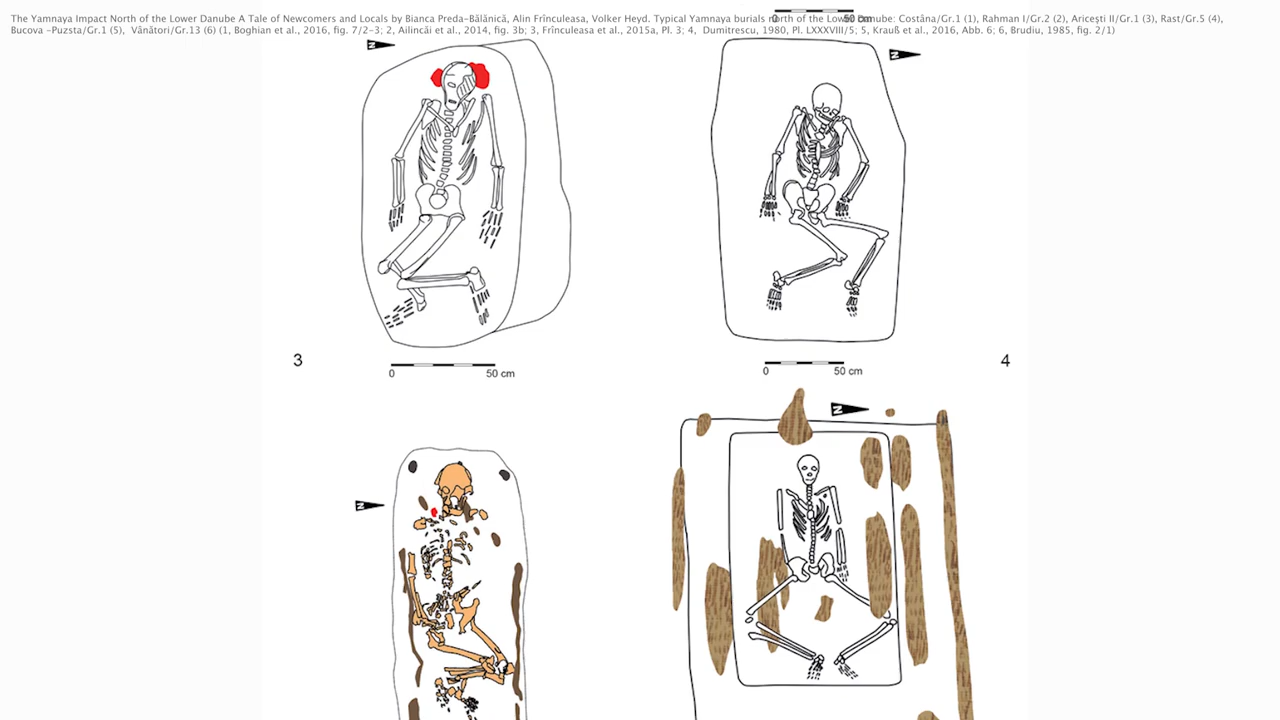 The Yamnaya Impact North of the Lower Danube A Tale of Newcomers and Locals by Bianca Preda-Bălănică, Alin Frînculeasa, Volker Heyd. Typical Yamnaya burials north of the Lower Danube: Costâna/Gr.1 (1), Rahman I/Gr.2 (2), Ariceşti II/Gr.1 (3), Rast/Gr.5 (4),
Bucova -Puzsta/Gr.1 (5), Vânători/Gr.13 (6) (1, Boghian et al., 2016, fig. 7/2–3; 2, Ailincăi et al., 2014, fig. 3b; 3, Frînculeasa et al., 2015a, Pl. 3; 4, Dumitrescu, 1980, Pl. LXXXVIII/5; 5, Krauß et al., 2016, Abb. 6; 6, Brudiu, 1985, fig. 2/1)
0 50 cm
N
N
3
4
0 50 cm
0 50 cm
N
N